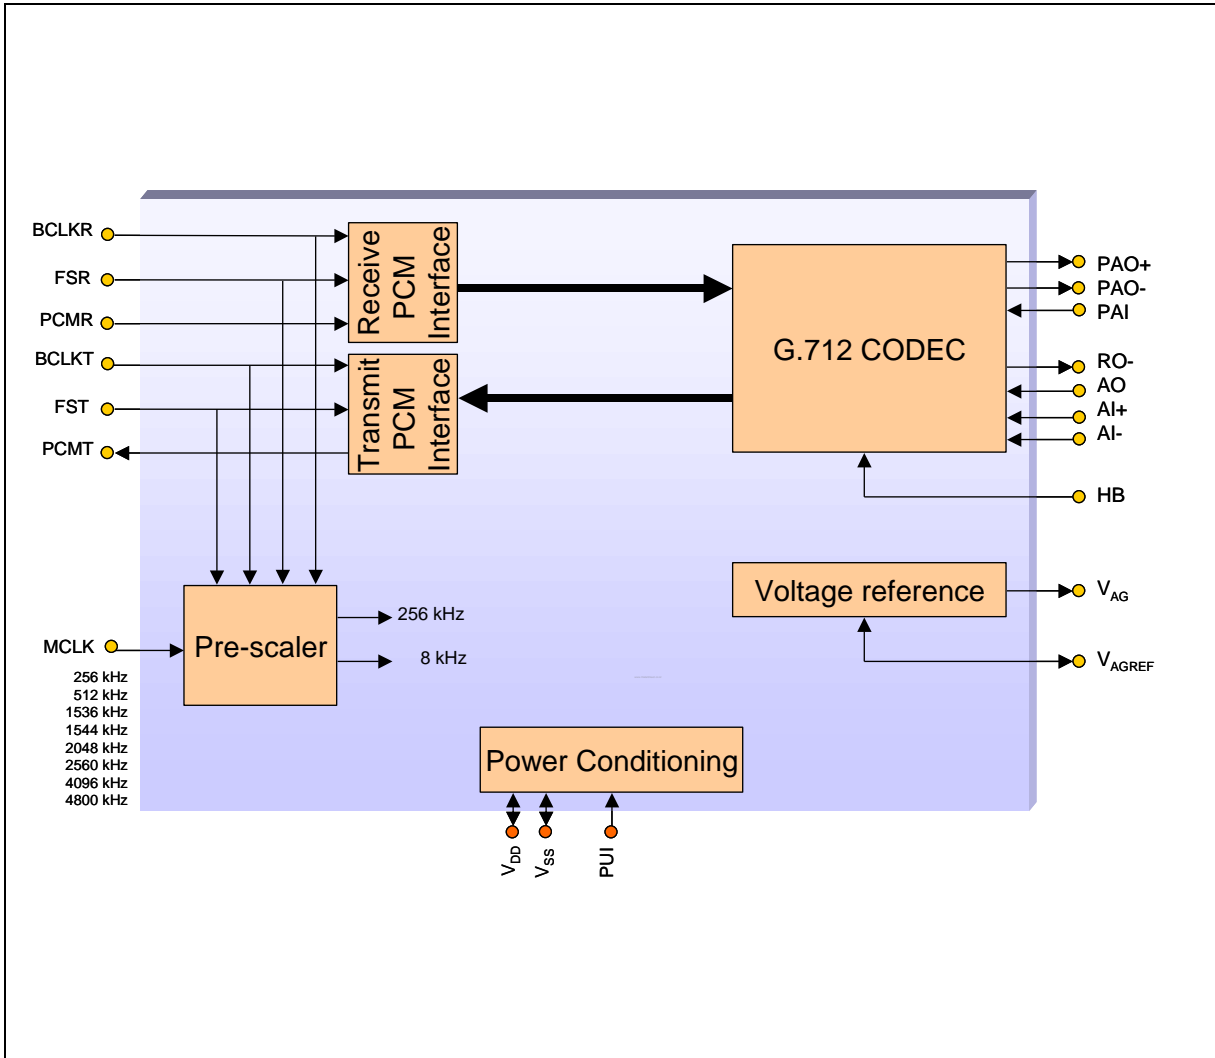 BCLKR
FSR
PCMR
BCLKT
FST
PCMT
Receive
PCM
Interface
Transmit
PCM
Interface
G.712 CODEC
PAO+
PAO-
PAI
RO-
AO
AI+
AI-
HB
Voltage reference
VAG
VAGREF
MCLK
256 kHz
512 kHz
1536 kHz
1544 kHz
2048 kHz
2560 kHz
4096 kHz
4800 kHz
Pre-scaler
256 kHz
8 kHz
Power Conditioning
VDD
VSS
PUI